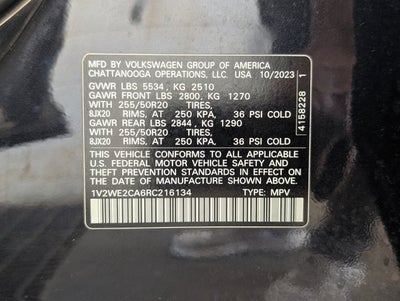 MFD BY VOLKSWAGEN GROUP OF AMERICA
CHATTANOOGA OPERATIONS, LLC. USA 10/2023
GVWR LBS 5534, KG 2510
GAWR FRONT LBS 2800, KG 1270
WITH 255/50R20 TIRES,
8JX20 RIMS, AT 250 KPA, 36 PSI COLD
GAWR REAR LBS 2844, KG 1290
WITH 255/50R20 TIRES,
8JX20 RIMS, AT 250 KPA, 36 PSI COLD
THIS VEHICLE CONFORMS TO ALL APPLICABLE
U.S. FEDERAL MOTOR VEHICLE SAFETY AND
THEFT PREVENTION STANDARDS IN EFFECT ON THE
DATE OF MANUFACTURE SHOWN ABOVE.
1V2WE2CA6RC216134 TYPE: MPV
4158228 1